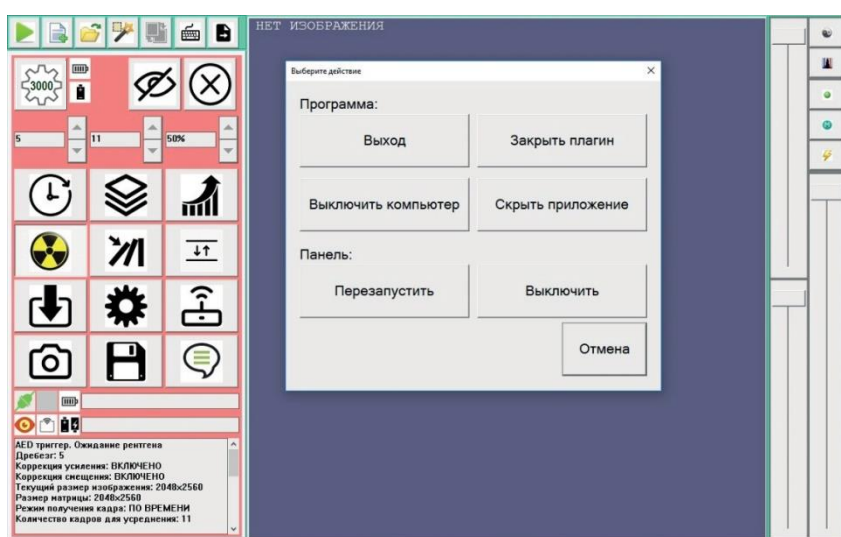 НЕТ ИЗОБРАЖЕНИЯ
3000
5
11
50%
Выберите действие
Программа:
Выход
Закрыть плагин
Выключить компьютер
Скрыть приложение
Панель:
Перезапустить
Выключить
Отмена
AED триггер. Ожидание рентгена
Дребезг: 5
Коррекция усиления: ВКЛЮЧЕНО
Коррекция смещения: ВКЛЮЧЕНО
Текущий размер изображения: 2048x2560
Размер матрицы: 2048x2560
Режим получения кадра: ПО ВРЕМЕНИ
Количество кадров для усреднения: 11